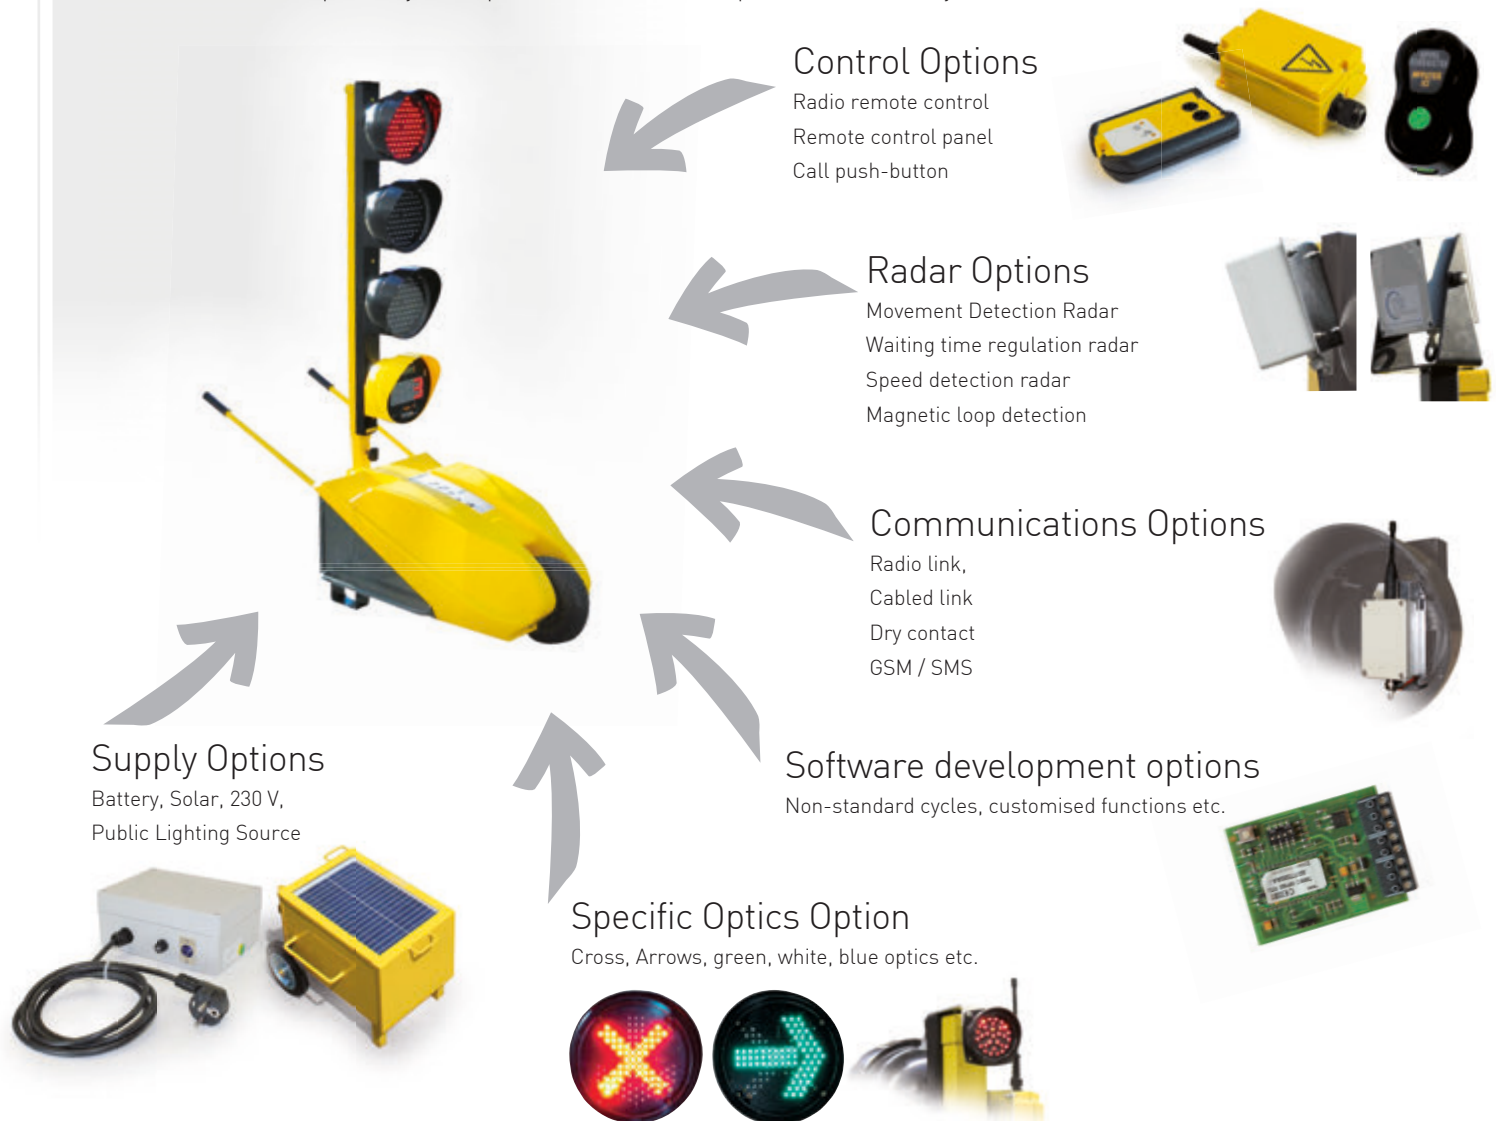 Control Options
Radio remote control
Remote control panel
Call push-button
Radar Options
Movement Detection Radar
Waiting time regulation radar
Speed detection radar
Magnetic loop detection
Communications Options
Radio link,
Cabled link
Dry contact
GSM / SMS
Supply Options
Battery, Solar, 230 V,
Public Lighting Source
Software development options
Non-standard cycles, customised functions etc.
Specific Optics Option
Cross, Arrows, green, white, blue optics etc.
3